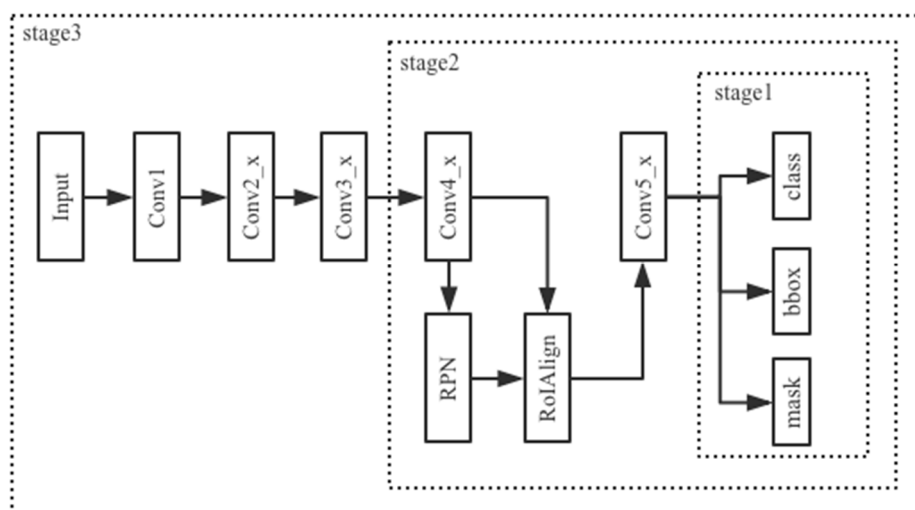 stage3
stage2
stage1
Input
Conv1
Conv2_x
Conv3_x
Conv4_x
Conv5_x
class
bbox
RPN
RoIAlign
mask